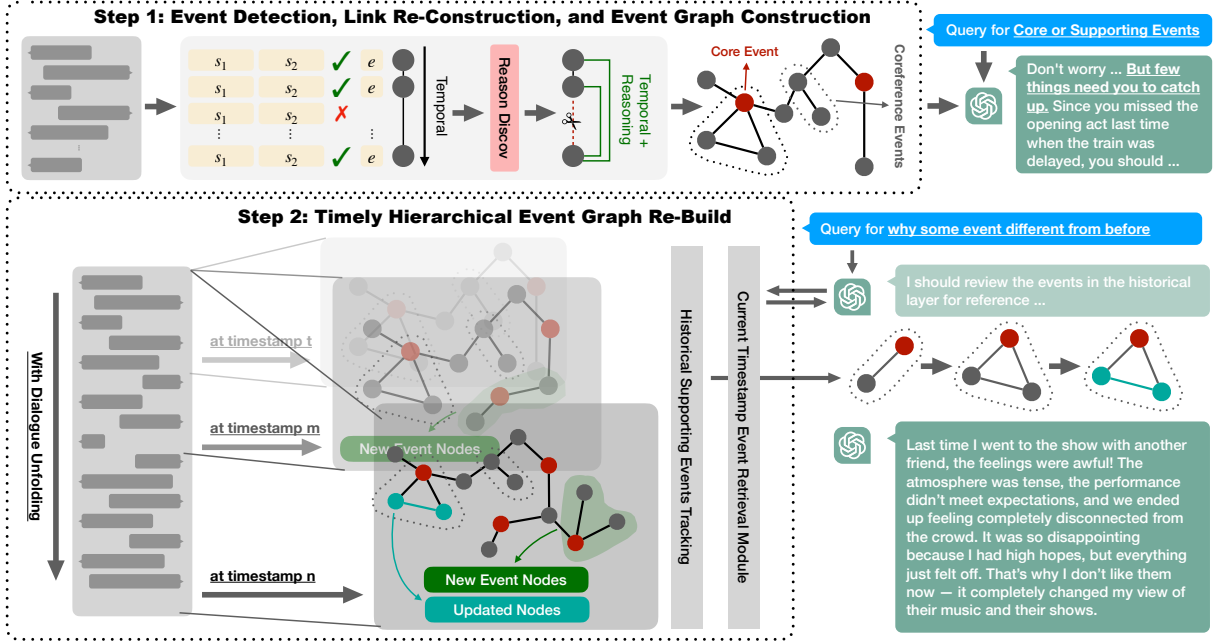 Step 1: Event Detection, Link Re-Construction, and Event Graph Construction
s1 s2 ✓ e
s1 s2 ✓ e
s1 s2 ✗
⋮ ⋮ ⋮
s1 s2 ✓ e
Temporal
Reason Discov
Temporal +
Reasoning
Core Event
Coreference Events
Query for Core or Supporting Events
Don't worry ... But few
things need you to catch
up. Since you missed the
opening act last time
when the train was
delayed, you should ...
Step 2: Timely Hierarchical Event Graph Re-Build
With Dialogue Unfolding
at timestamp t
at timestamp m
at timestamp n
New Event Nodes
New Event Nodes
Updated Nodes
Historical Supporting Events Tracking
Current Timestamp Event Retrieval Module
Query for why some event different from before
I should review the events in the historical
layer for reference ...
Last time I went to the show with another
friend, the feelings were awful! The
atmosphere was tense, the performance
didn't meet expectations, and we ended
up feeling completely disconnected from
the crowd. It was so disappointing
because I had high hopes, but everything
just felt off. That's why I don't like them
now — it completely changed my view of
their music and their shows.